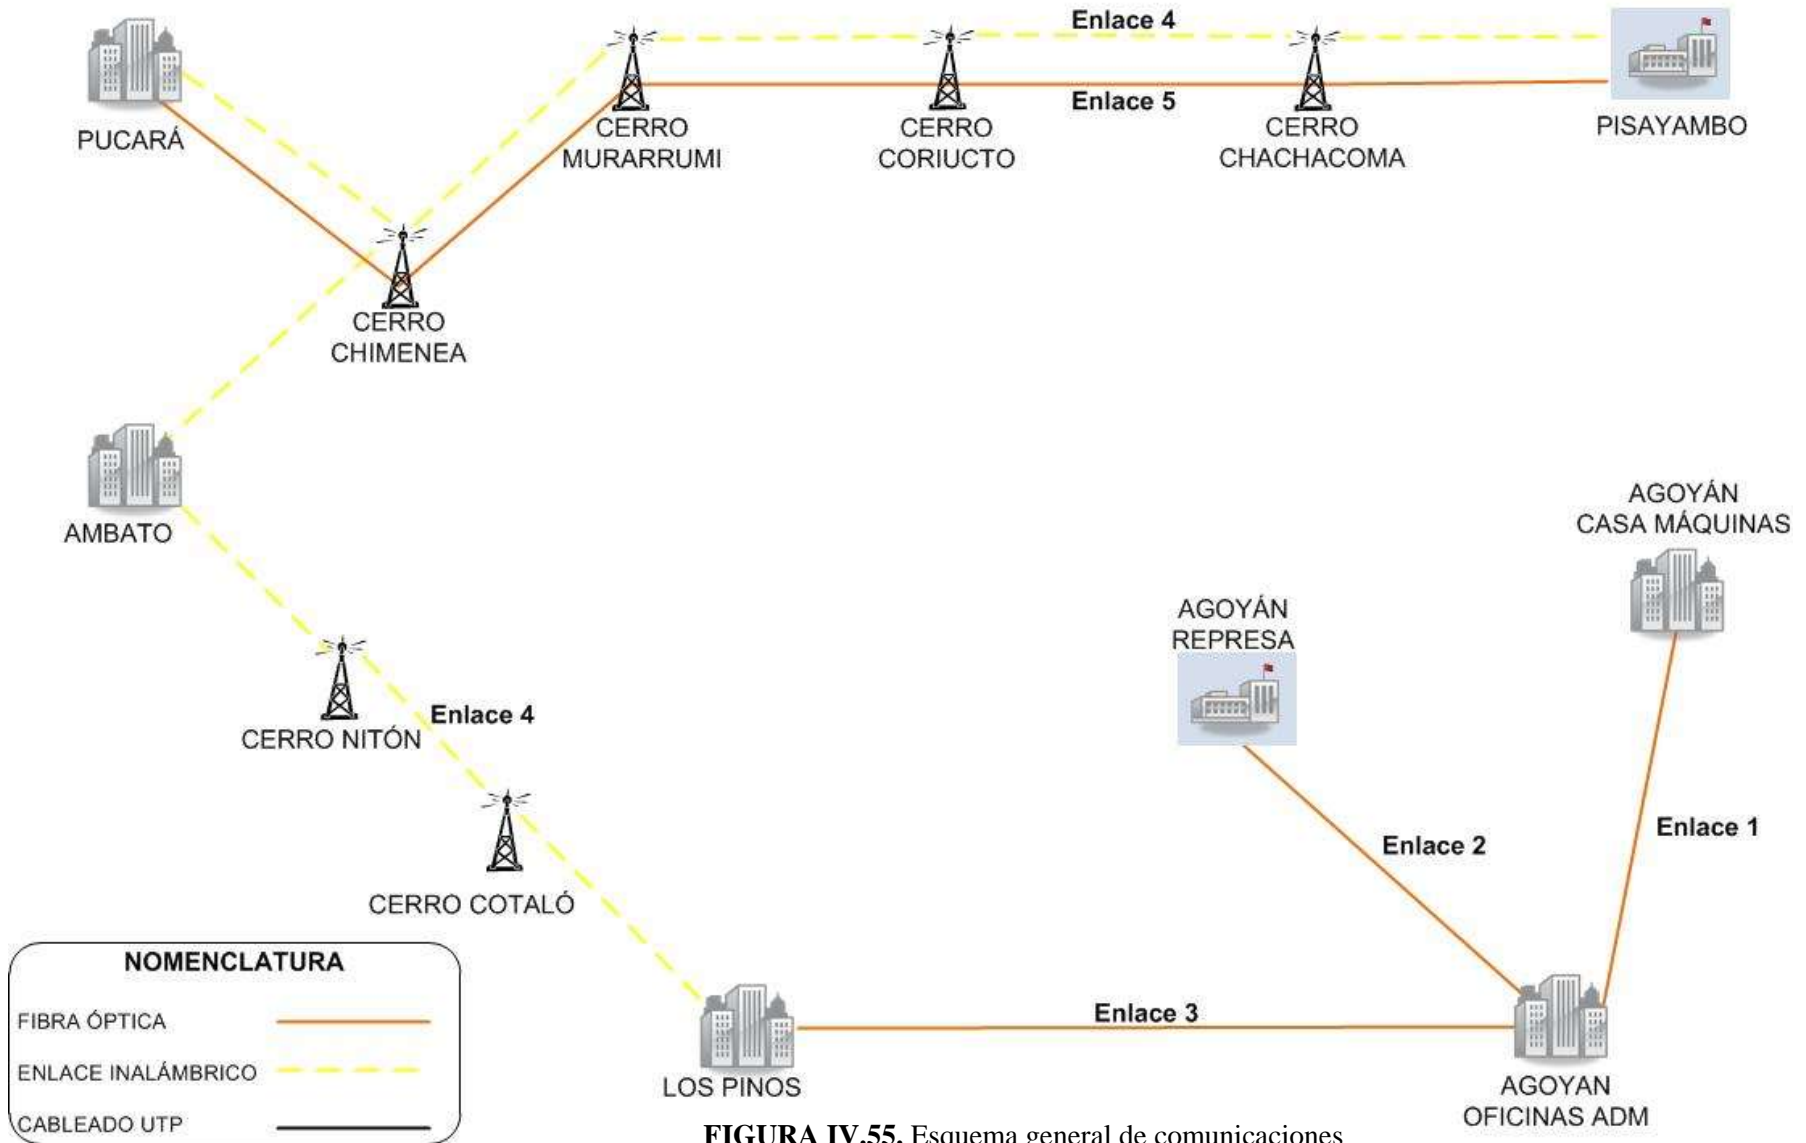 Enlace 4
Enlace 5
PUCARÁ
CERRO
MURARRUMI
CERRO
CORIUCTO
CERRO
CHACHACOMA
PISAYAMBO
CERRO
CHIMENEA
AMBATO
AGOYÁN
CASA MÁQUINAS
AGOYÁN
REPRESA
CERRO NITÓN
Enlace 4
Enlace 2
Enlace 1
CERRO COTALÓ
Enlace 3
LOS PINOS
AGOYAN
OFICINAS ADM
NOMENCLATURA
FIBRA ÓPTICA
ENLACE INALÁMBRICO
CABLEADO UTP
FIGURA IV.55. Esquema general de comunicaciones